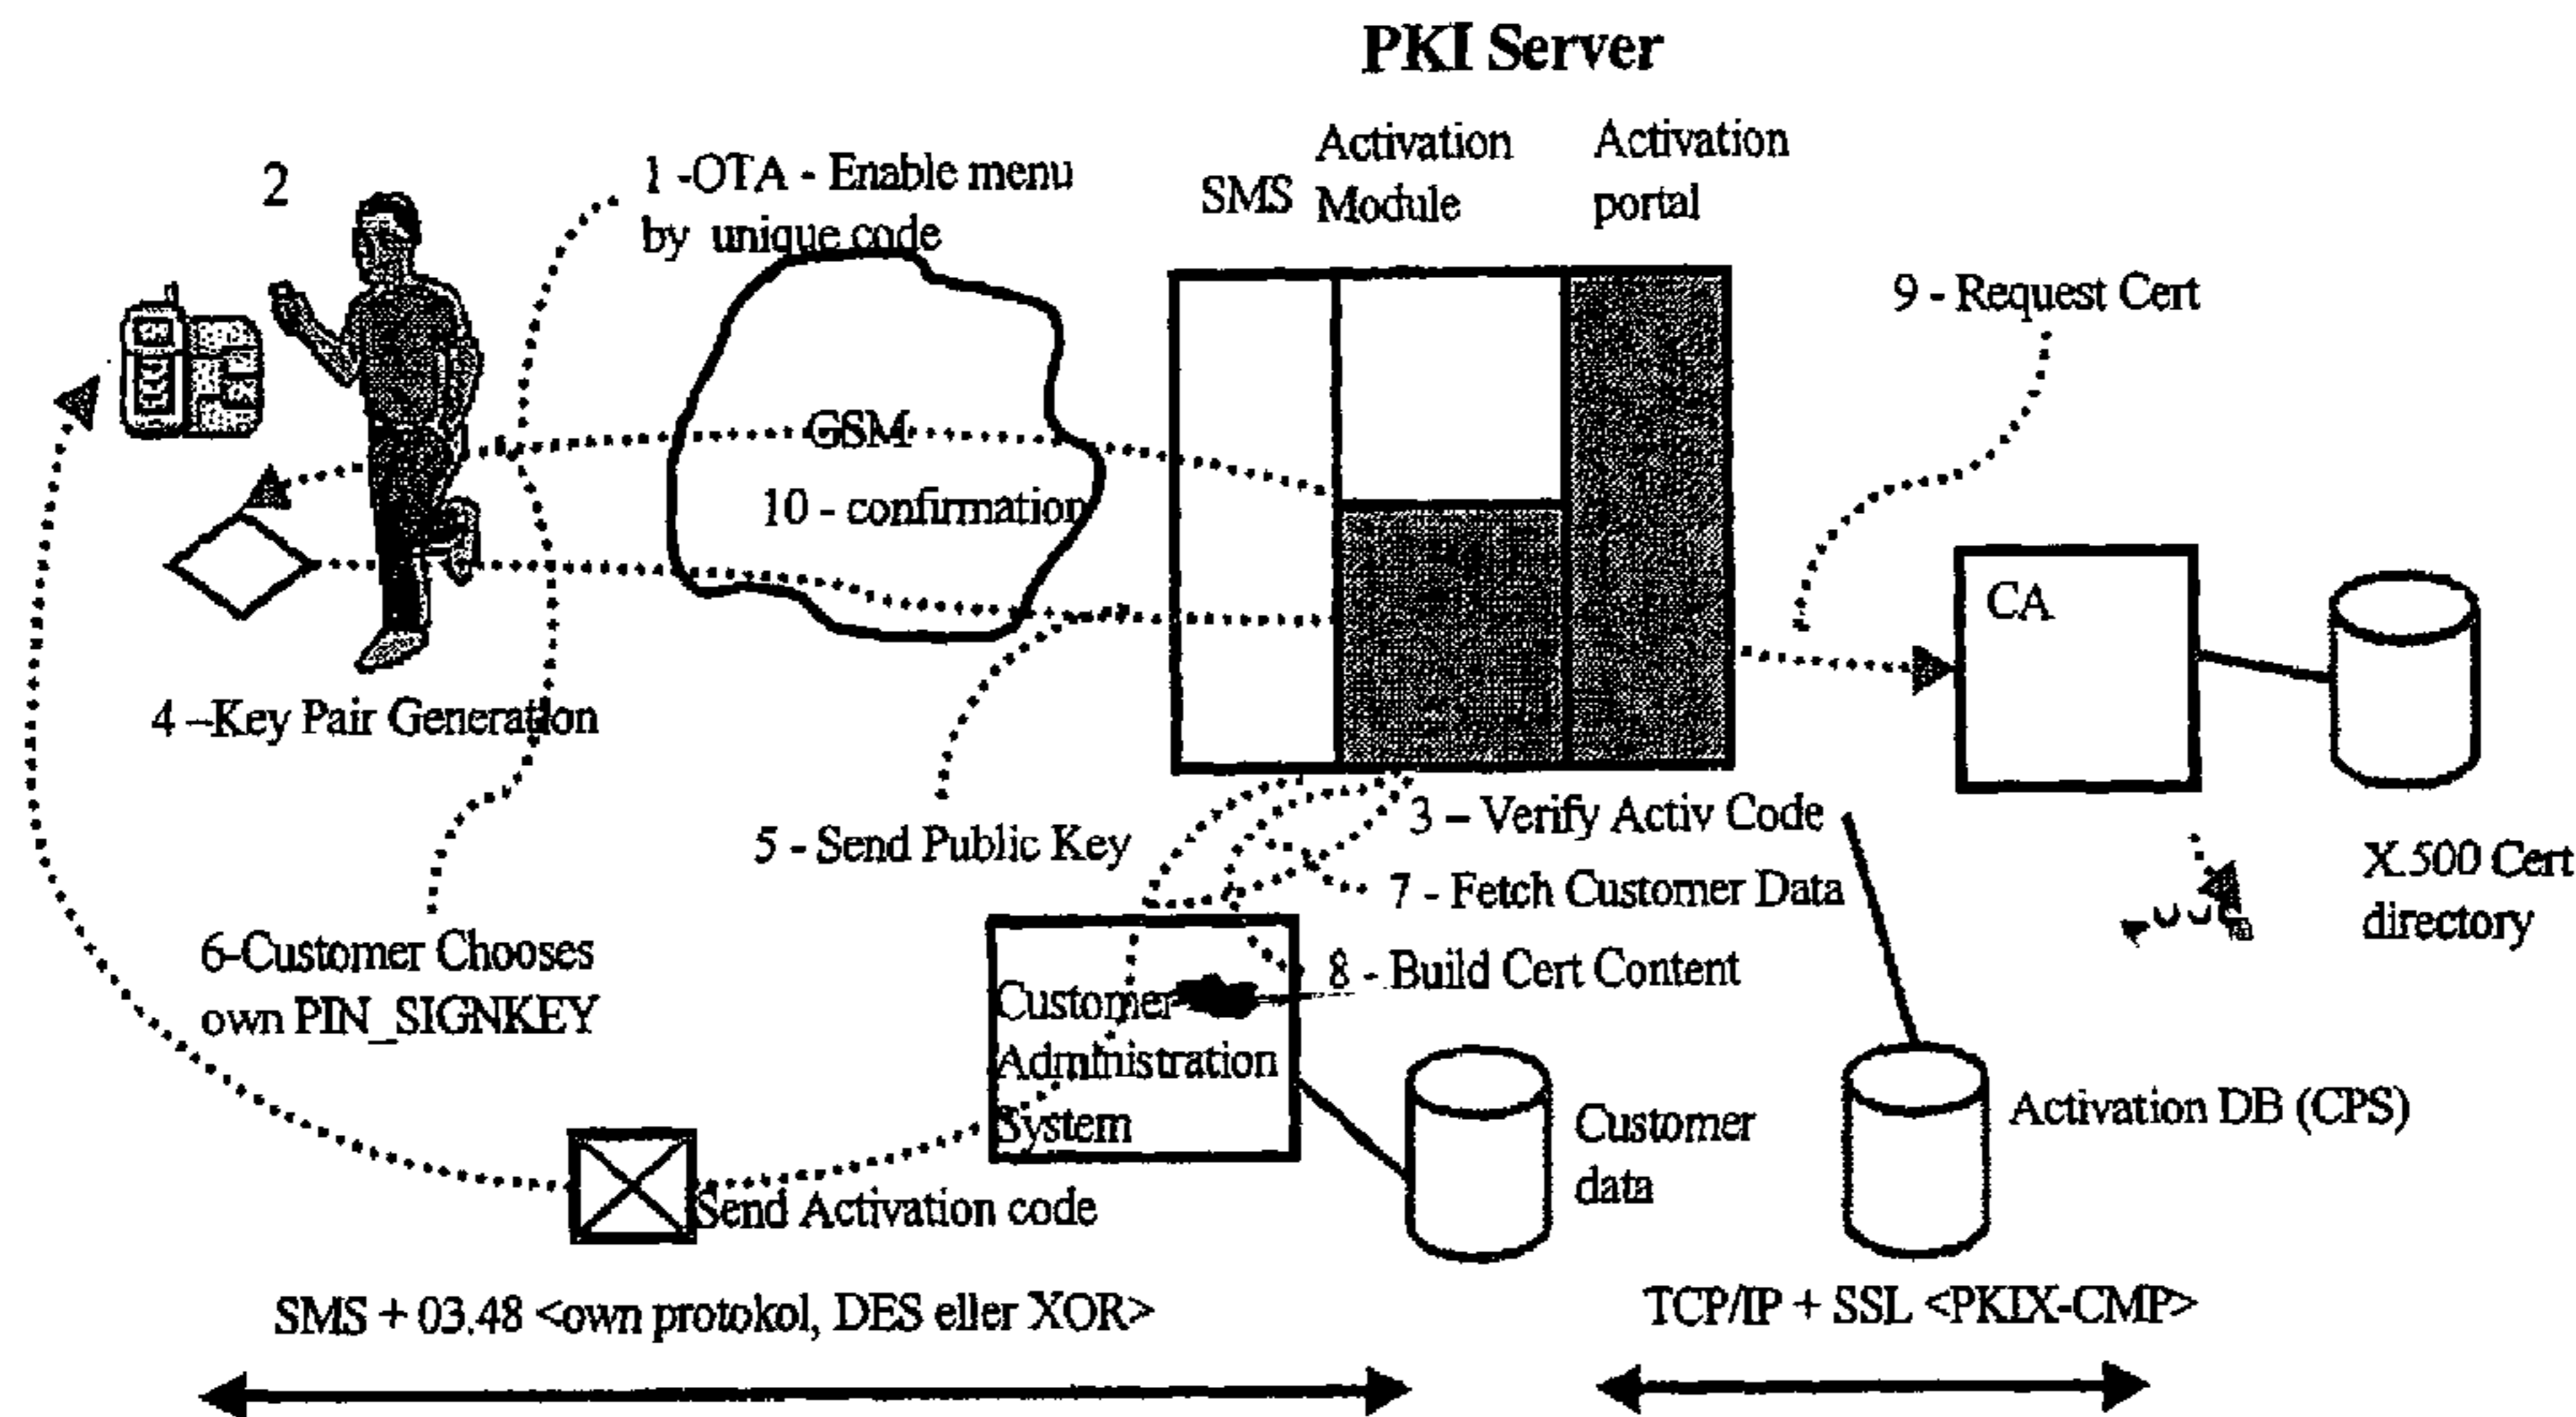 PKI Server
SMS
Activation
Module
Activation
portal
2
1 -OTA - Enable menu
by unique code
9 - Request Cert
GSM
10 - confirmation
CA
4 –Key Pair Generation
5 - Send Public Key
3 – Verify Activ Code
7 - Fetch Customer Data
8 - Build Cert Content
X.500 Cert
directory
6-Customer Chooses
own PIN_SIGNKEY
Customer
Administration
System
Customer
data
Activation DB (CPS)
Send Activation code
SMS + 03.48 <own protokol, DES eller XOR>
TCP/IP + SSL <PKIX-CMP>